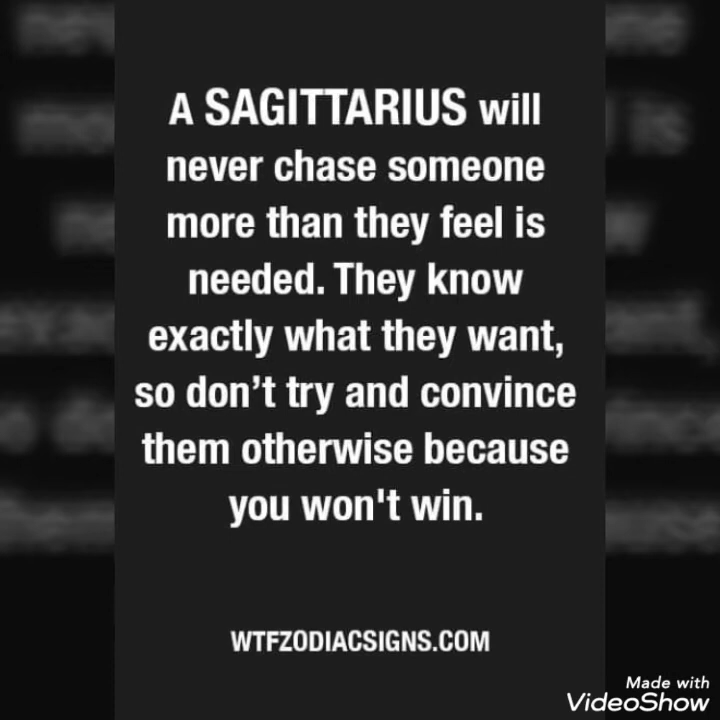 A SAGITTARIUS will
never chase someone
more than they feel is
needed. They know
exactly what they want,
so don’t try and convince
them otherwise because
you won't win.
WTFZODIACSIGNS.COM
Made with
VideoShow